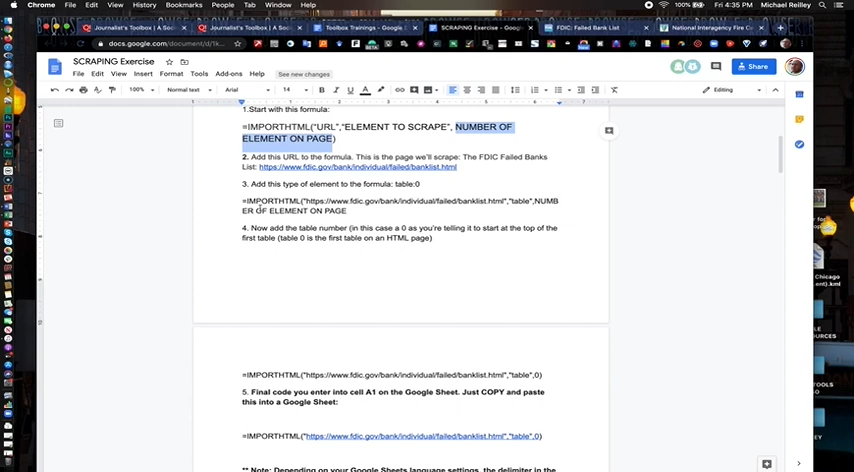 Chrome File Edit View History Bookmarks People Tab Window Help 100% Fri 4:35 PM Michael Reilley
Journalist's Toolbox | A Soci Journalist's Toolbox | A Soci Toolbox Trainings - Google D SCRAPING Exercise - Google D FDIC: Failed Bank List National Interagency Fire Ce
docs.google.com/document/d/1k...
SCRAPING Exercise
File Edit View Insert Format Tools Add-ons Help See new changes
Share
100% Normal text Arial 14 Editing
1.Start with this formula:
=IMPORTHTML("URL","ELEMENT TO SCRAPE", NUMBER OF
ELEMENT ON PAGE)
2. Add this URL to the formula. This is the page we'll scrape: The FDIC Failed Banks
List: https://www.fdic.gov/bank/individual/failed/banklist.html
3. Add this type of element to the formula: table:0
=IMPORTHTML("https://www.fdic.gov/bank/individual/failed/banklist.html","table",NUMB
ER OF ELEMENT ON PAGE
4. Now add the table number (in this case a 0 as you're telling it to start at the top of the
first table (table 0 is the first table on an HTML page)
=IMPORTHTML("https://www.fdic.gov/bank/individual/failed/banklist.html","table",0)
5. Final code you enter into cell A1 on the Google Sheet. Just COPY and paste
this into a Google Sheet:
=IMPORTHTML("https://www.fdic.gov/bank/individual/failed/banklist.html","table",0)
** Note: Depending on your Google Sheets language settings, the delimiter in the
Chicago
ent).kml